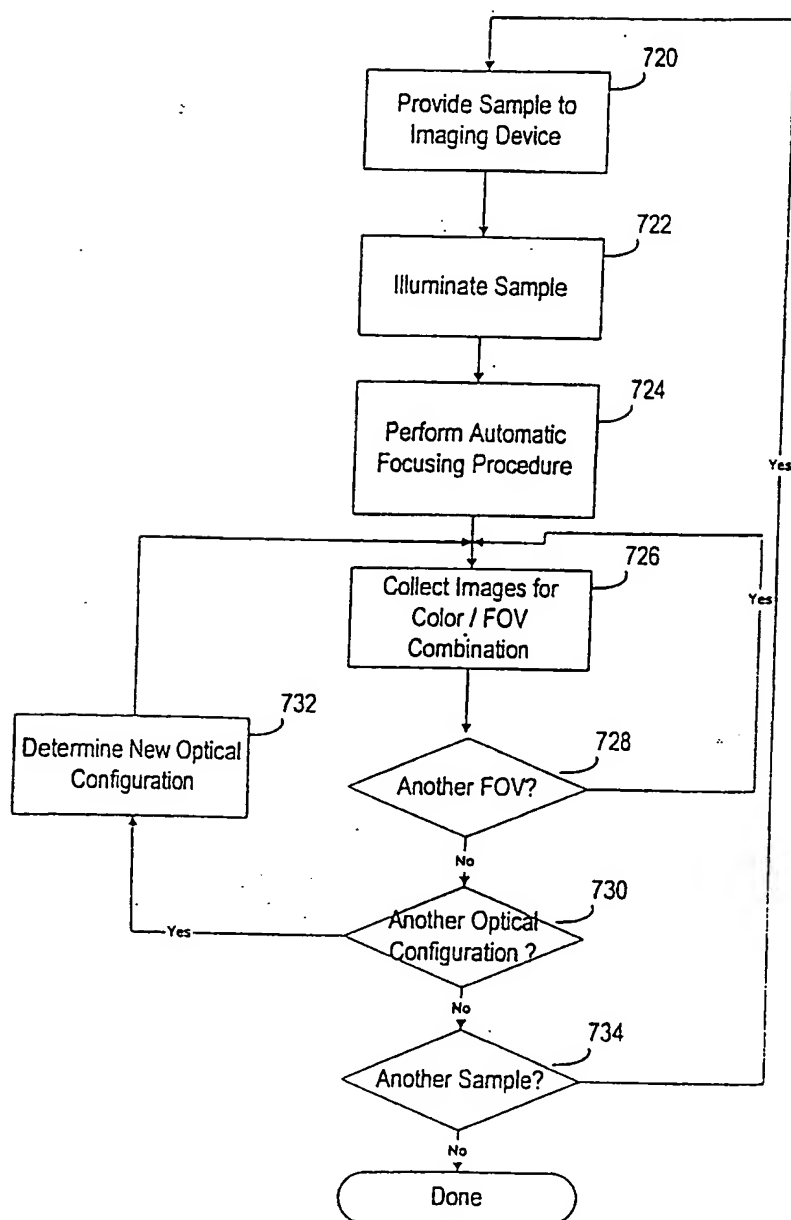 720
Provide Sample to
Imaging Device
722
Illuminate Sample
724
Perform Automatic
Focusing Procedure
Yes
726
Collect Images for
Color / FOV
Combination
Yes
732
Determine New Optical
Configuration
728
Another FOV?
No
730
Another Optical
Configuration ?
Yes
No
734
Another Sample?
No
Done